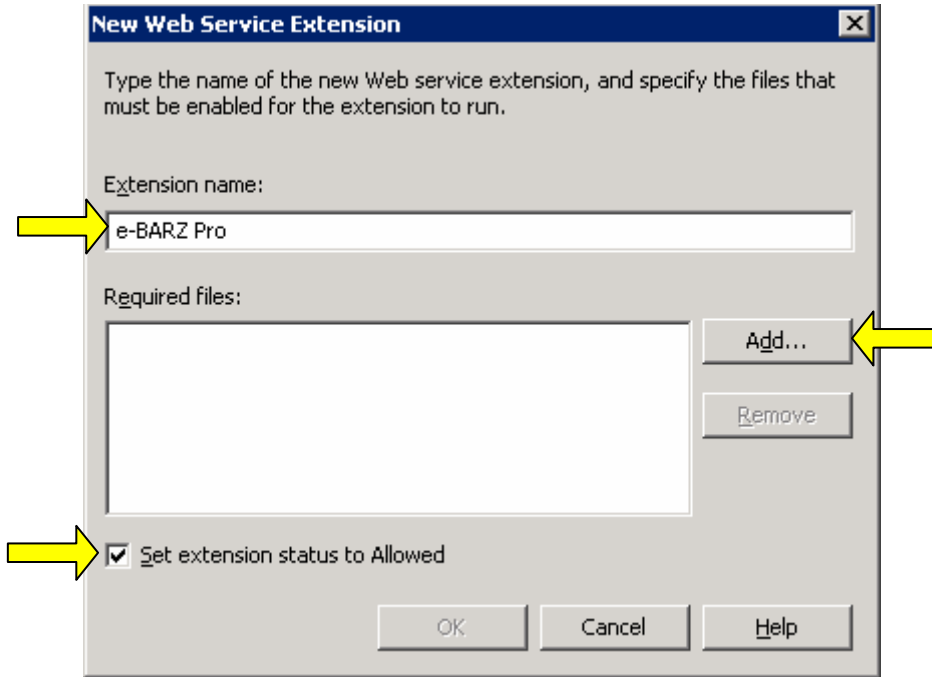 New Web Service Extension
Type the name of the new Web service extension, and specify the files that
must be enabled for the extension to run.
Extension name:
e-BARZ Pro
Required files:
Add...
Remove
Set extension status to Allowed
OK Cancel Help